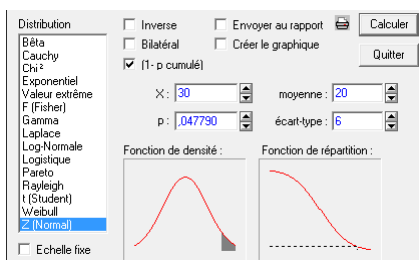 Distribution
Inverse
Envoyer au rapport
Calculer
Bilatéral
Créer le graphique
Quitter
(1- p cumulé)
Bêta
Cauchy
Chi²
Exponentiel
Valeur extrême
F (Fisher)
Gamma
Laplace
Log-Normale
Logistique
Pareto
Rayleigh
t (Student)
Weibull
Z (Normal)
X : 30
moyenne : 20
p : ,047790
écart-type : 6
Fonction de densité :
Fonction de répartition :
Echelle fixe